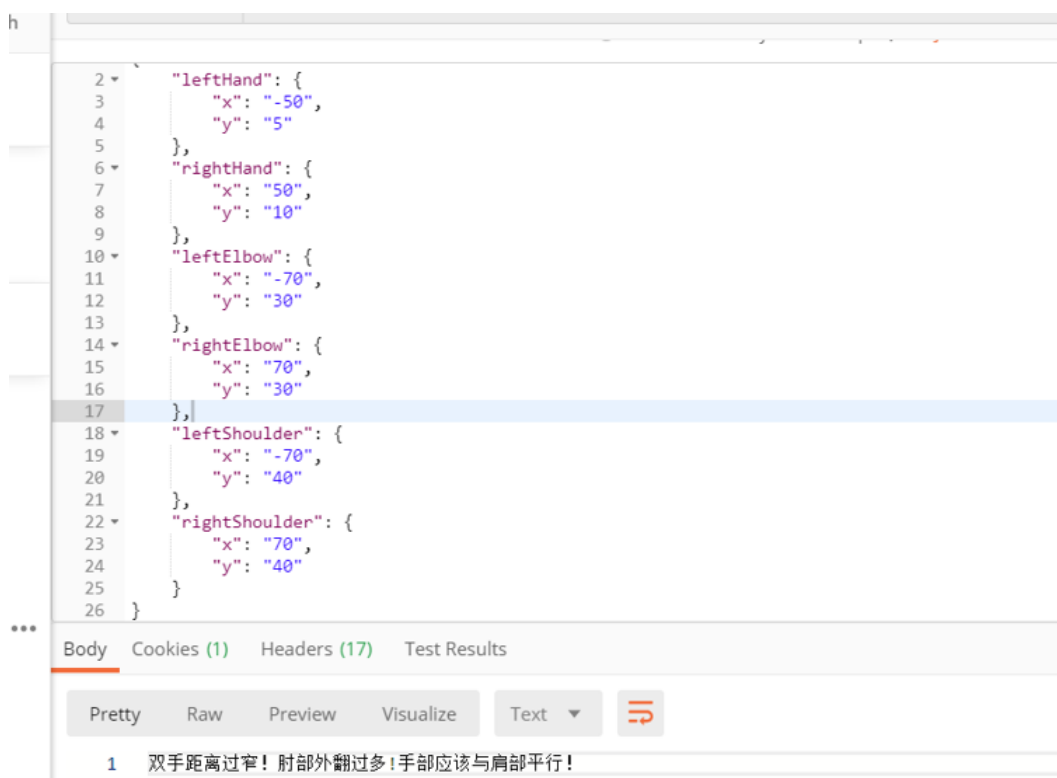 h
2 "leftHand": {
3 "x": "-50",
4 "y": "5"
5 },
6 "rightHand": {
7 "x": "50",
8 "y": "10"
9 },
10 "leftElbow": {
11 "x": "-70",
12 "y": "30"
13 },
14 "rightElbow": {
15 "x": "70",
16 "y": "30"
17 },
18 "leftShoulder": {
19 "x": "-70",
20 "y": "40"
21 },
22 "rightShoulder": {
23 "x": "70",
24 "y": "40"
25 }
26 }
Body Cookies (1) Headers (17) Test Results
Pretty Raw Preview Visualize Text
1 双手距离过窄！肘部外翻过多!手部应该与肩部平行！